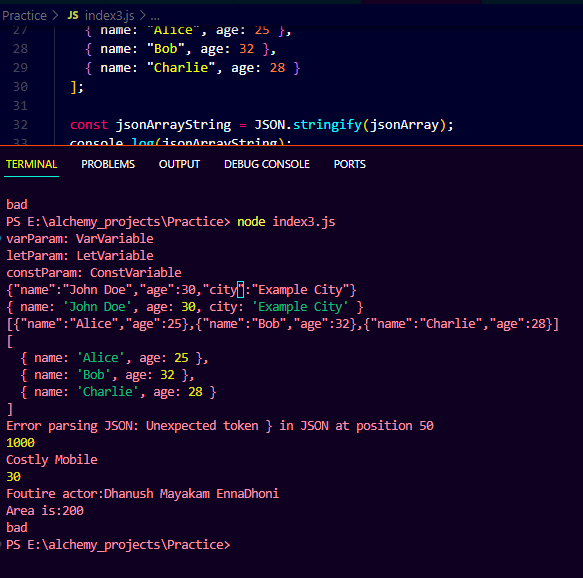 Practice > JS index3.js > ...
27 { name: "Alice", age: 25 },
28 { name: "Bob", age: 32 },
29 { name: "Charlie", age: 28 }
30 ];
31
32 const jsonArrayString = JSON.stringify(jsonArray);
33 console.log(jsonArrayString);
TERMINAL PROBLEMS OUTPUT DEBUG CONSOLE PORTS
bad
PS E:\alchemy_projects\Practice> node index3.js
varParam: VarVariable
letParam: LetVariable
constParam: ConstVariable
{"name":"John Doe","age":30,"city":"Example City"}
{ name: 'John Doe', age: 30, city: 'Example City' }
[{"name":"Alice","age":25},{"name":"Bob","age":32},{"name":"Charlie","age":28}]
[
  { name: 'Alice', age: 25 },
  { name: 'Bob', age: 32 },
  { name: 'Charlie', age: 28 }
]
Error parsing JSON: Unexpected token } in JSON at position 50
1000
Costly Mobile
30
Foutire actor:Dhanush Mayakam EnnaDhoni
Area is:200
bad
PS E:\alchemy_projects\Practice>